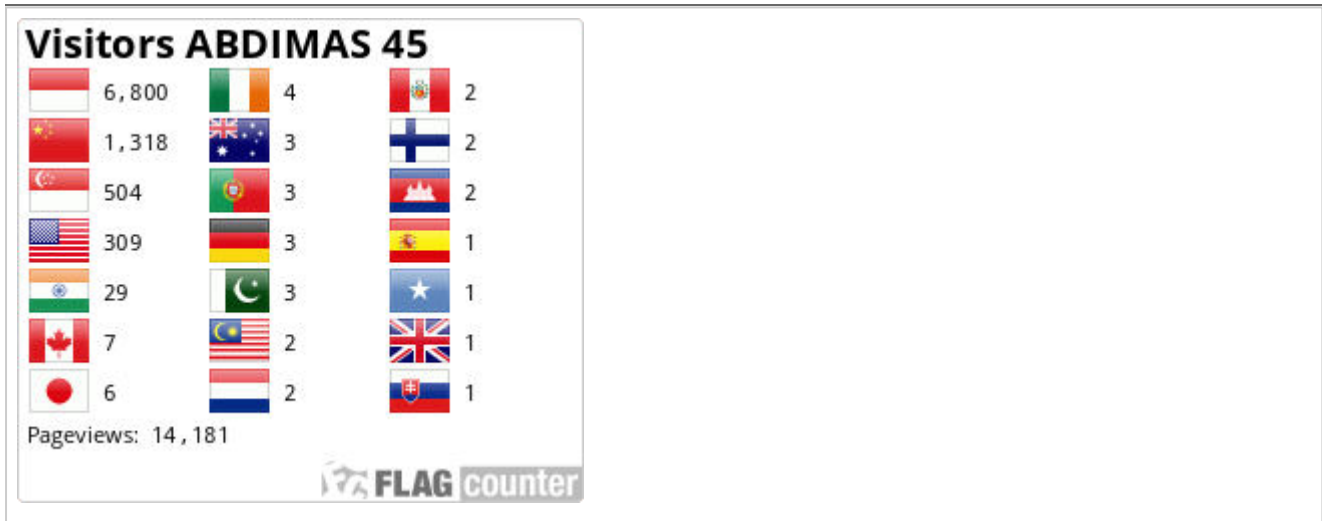 Visitors ABDIMAS 45
6,800 4 2
1,318 3 2
504 3 2
309 3 1
29 3 1
7 2 1
6 2 1
Pageviews: 14,181
FLAG counter